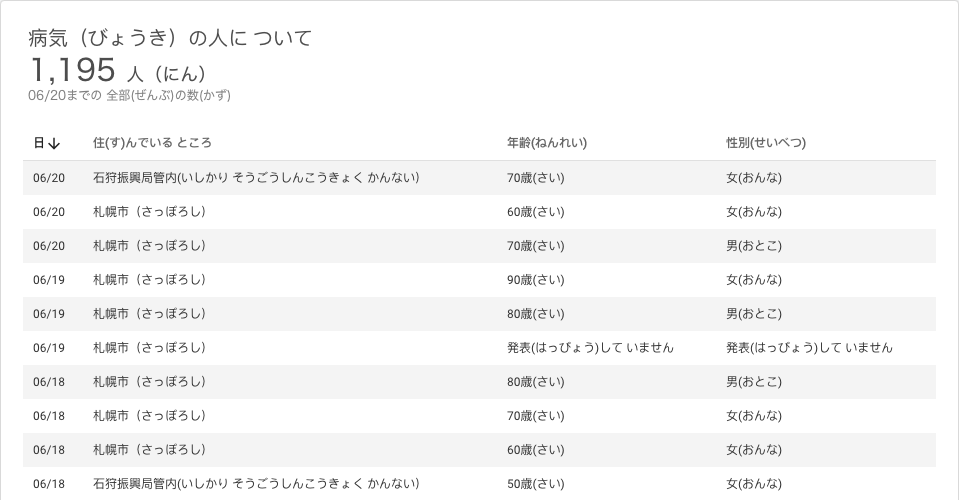 病気（びょうき）の人に ついて
1,195 人（にん）
06/20までの 全部(ぜんぶ)の数(かず)
日↓ 住(す)んでいる ところ 年齢(ねんれい) 性別(せいべつ)
06/20 石狩振興局管内(いしかり そうごうしんこうきょく かんない) 70歳(さい) 女(おんな)
06/20 札幌市（さっぽろし） 60歳(さい) 女(おんな)
06/20 札幌市（さっぽろし） 70歳(さい) 男(おとこ)
06/19 札幌市（さっぽろし） 90歳(さい) 女(おんな)
06/19 札幌市（さっぽろし） 80歳(さい) 男(おとこ)
06/19 札幌市（さっぽろし） 発表(はっぴょう)して いません 発表(はっぴょう)して いません
06/18 札幌市（さっぽろし） 80歳(さい) 男(おとこ)
06/18 札幌市（さっぽろし） 70歳(さい) 女(おんな)
06/18 札幌市（さっぽろし） 60歳(さい) 女(おんな)
06/18 石狩振興局管内(いしかり そうごうしんこうきょく かんない) 50歳(さい) 女(おんな)